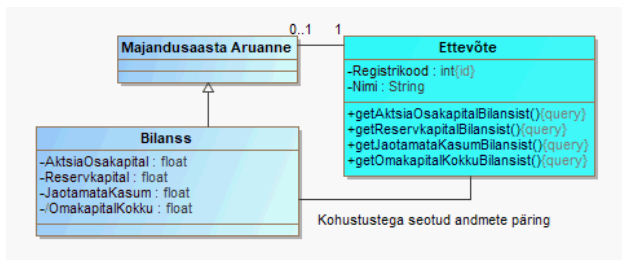 0..1 1
Majandusaasta Aruanne
Ettevõte
-Registrikood : int{id}
-Nimi : String
+getAktsiaOsakapitalBilansist(){query}
+getReservkapitalBilansist(){query}
+getJaotamataKasumBilansist(){query}
+getOmakapitalKokkuBilansist(){query}
Bilanss
-AktsiaOsakapital : float
-Reservkapital : float
-JaotamataKasum : float
-/OmakapitalKokku : float
Kohustustega seotud andmete päring